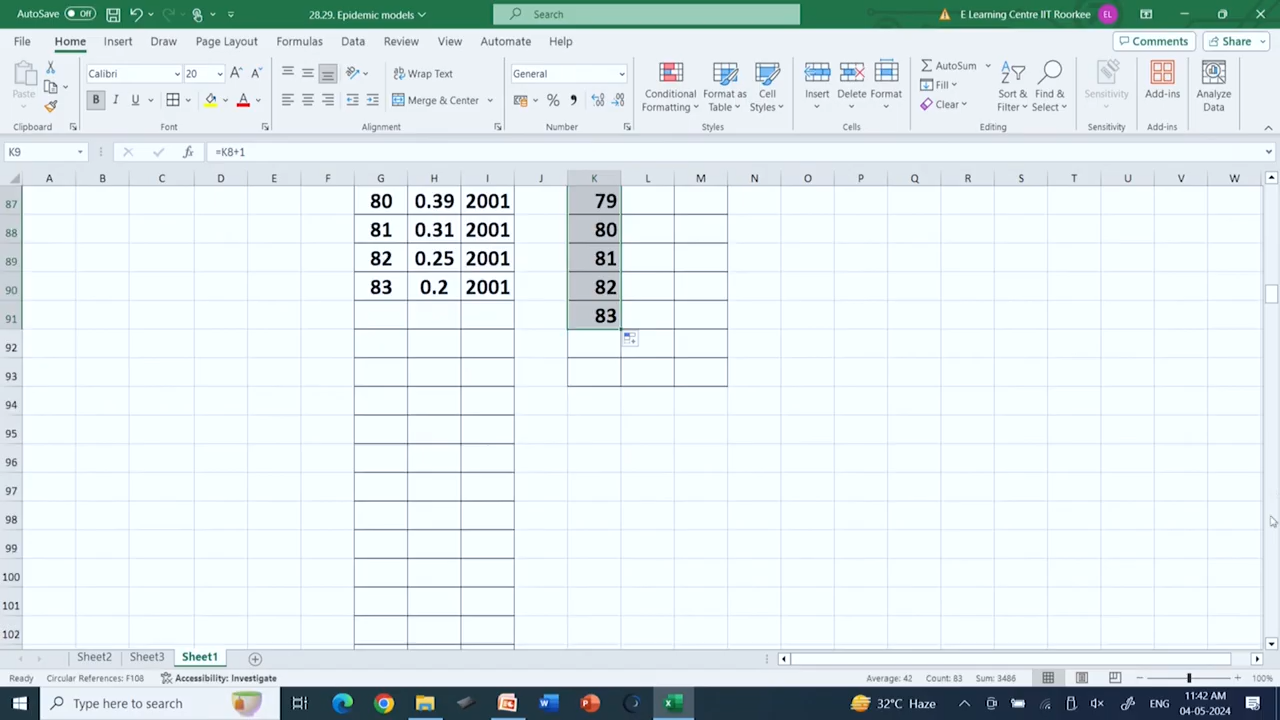 AutoSave Off 28.29. Epidemic models Search E Learning Centre IIT Roorkee EL
File Home Insert Draw Page Layout Formulas Data Review View Automate Help Comments Share
Paste Calibri 20 Wrap Text General Conditional Formatting Format as Table Cell Styles Insert Delete Format AutoSum Fill Clear Sort & Filter Find & Select Sensitivity Add-ins Analyze Data
B I U Merge & Center
Clipboard Font Alignment Number Styles Cells Editing Sensitivity Add-ins
K9 fx =K8+1
A B C D E F G H I J K L M N O P Q R S T U V W
87 80 0.39 2001 79
88 81 0.31 2001 80
89 82 0.25 2001 81
90 83 0.2 2001 82
91 83
92
93
94
95
96
97
98
99
100
101
102
Sheet2 Sheet3 Sheet1
Ready Circular References: F108 Accessibility: Investigate Average: 42 Count: 83 Sum: 3486 100%
Type here to search 32°C Haze ENG 11:42 AM
04-05-2024